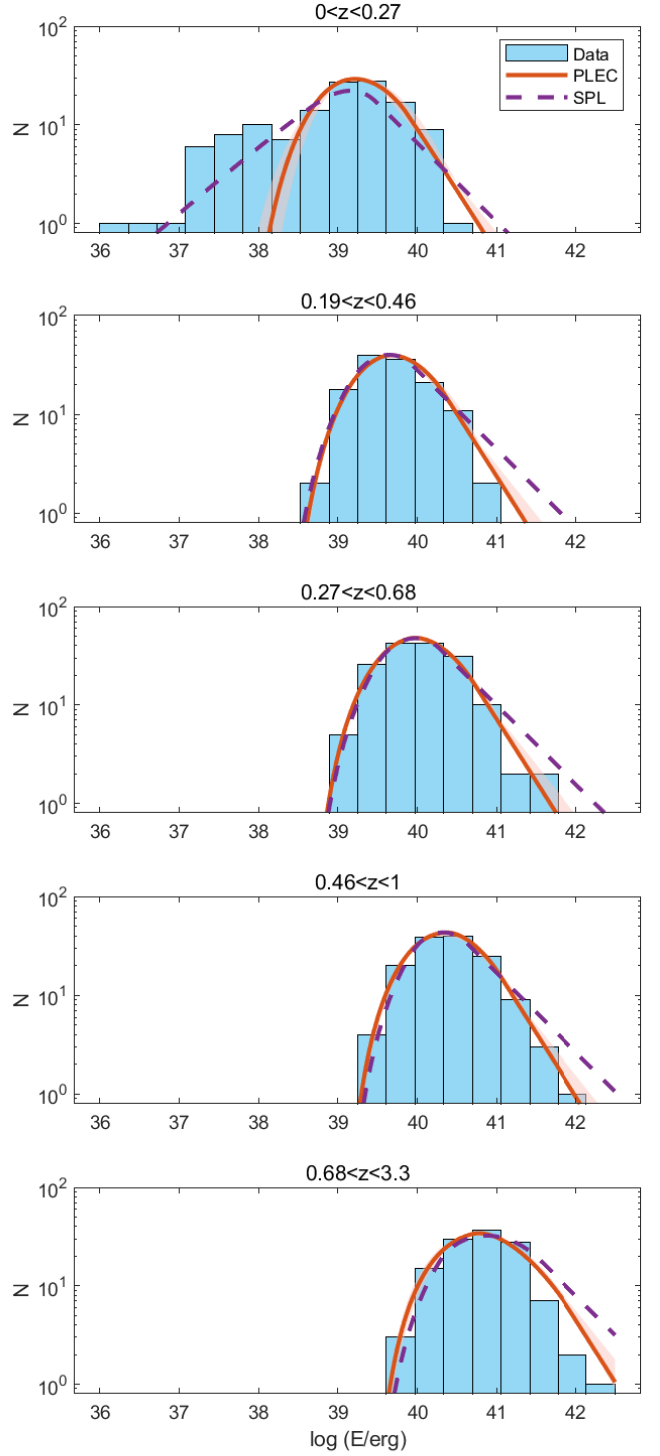 0<z<0.27
10²
10¹
10⁰
N
Data
PLEC
SPL
36 37 38 39 40 41 42
0.19<z<0.46
10²
10¹
10⁰
N
36 37 38 39 40 41 42
0.27<z<0.68
10²
10¹
10⁰
N
36 37 38 39 40 41 42
0.46<z<1
10²
10¹
10⁰
N
36 37 38 39 40 41 42
0.68<z<3.3
10²
10¹
10⁰
N
36 37 38 39 40 41 42
log (E/erg)